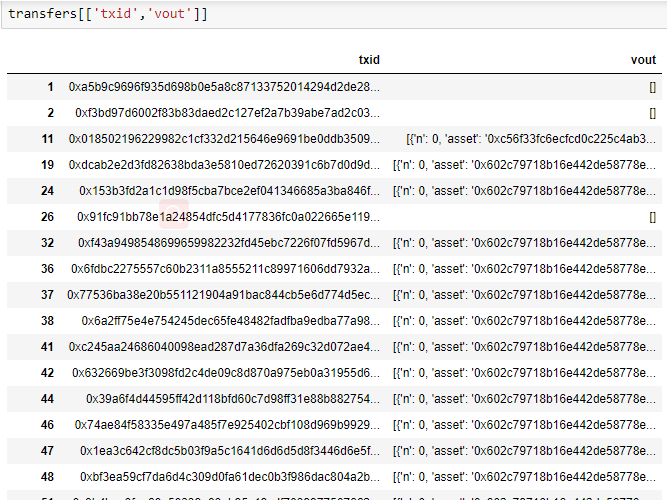 transfers[['txid','vout']]
txid vout
1 0xa5b9c9696f935d698b0e5a8c87133752014294d2de28... []
2 0xf3bd97d6002f83b83daed2c127ef2a7b39abe7ad2c03... []
11 0x018502196229982c1cf332d215646e9691be0ddb3509... [{'n': 0, 'asset': '0xc56f33fc6ecfcd0c225c4ab3...
19 0xdcab2e2d3fd82638bda3e5810ed72620391c6b7d0d9d... [{'n': 0, 'asset': '0x602c79718b16e442de58778e...
24 0x153b3fd2a1c1d98f5cba7bce2ef041346685a3ba846f... [{'n': 0, 'asset': '0x602c79718b16e442de58778e...
26 0x91fc91bb78e1a24854dfc5d4177836fc0a022665e119... []
32 0xf43a9498548699659982232fd45ebc7226f07fd5967d... [{'n': 0, 'asset': '0x602c79718b16e442de58778e...
36 0x6fdbc2275557c60b2311a8555211c89971606dd7932a... [{'n': 0, 'asset': '0x602c79718b16e442de58778e...
37 0x77536ba38e20b551121904a91bac844cb5e6d774d5ec... [{'n': 0, 'asset': '0x602c79718b16e442de58778e...
38 0x6a2ff75e4e754245dec65fe48482fadfba9edba77a98... [{'n': 0, 'asset': '0x602c79718b16e442de58778e...
41 0xc245aa24686040098ead287d7a36dfa269c32d072ae4... [{'n': 0, 'asset': '0x602c79718b16e442de58778e...
42 0x632669be3f3098fd2c4de09c8d870a975eb0a31955d6... [{'n': 0, 'asset': '0x602c79718b16e442de58778e...
44 0x39a6f4d44595ff42d118bfd60c7d98ff31e88b882754... [{'n': 0, 'asset': '0x602c79718b16e442de58778e...
46 0x74ae84f58335e497a485f7e925402cbf108d969b9929... [{'n': 0, 'asset': '0x602c79718b16e442de58778e...
47 0x1ea3c642cf8dc5b03f9a5c1641d6d6d5d8f3446d6e5f... [{'n': 0, 'asset': '0x602c79718b16e442de58778e...
48 0xbf3ea59cf7da6d4c309d0fa61dec0b3f986dac804a2b... [{'n': 0, 'asset': '0x602c79718b16e442de58778e...